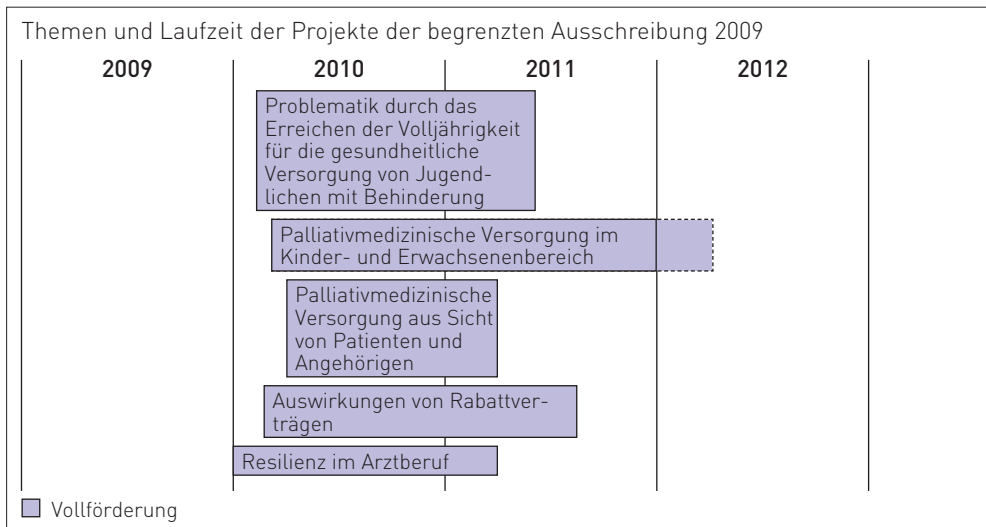 Themen und Laufzeit der Projekte der begrenzten Ausschreibung 2009
2009 2010 2011 2012
Problematik durch das
Erreichen der Volljährigkeit
für die gesundheitliche
Versorgung von Jugend-
lichen mit Behinderung
Palliativmedizinische Versorgung im
Kinder- und Erwachsenenbereich
Palliativmedizinische
Versorgung aus Sicht
von Patienten und
Angehörigen
Auswirkungen von Rabattver-
trägen
Resilienz im Arztberuf
Vollförderung